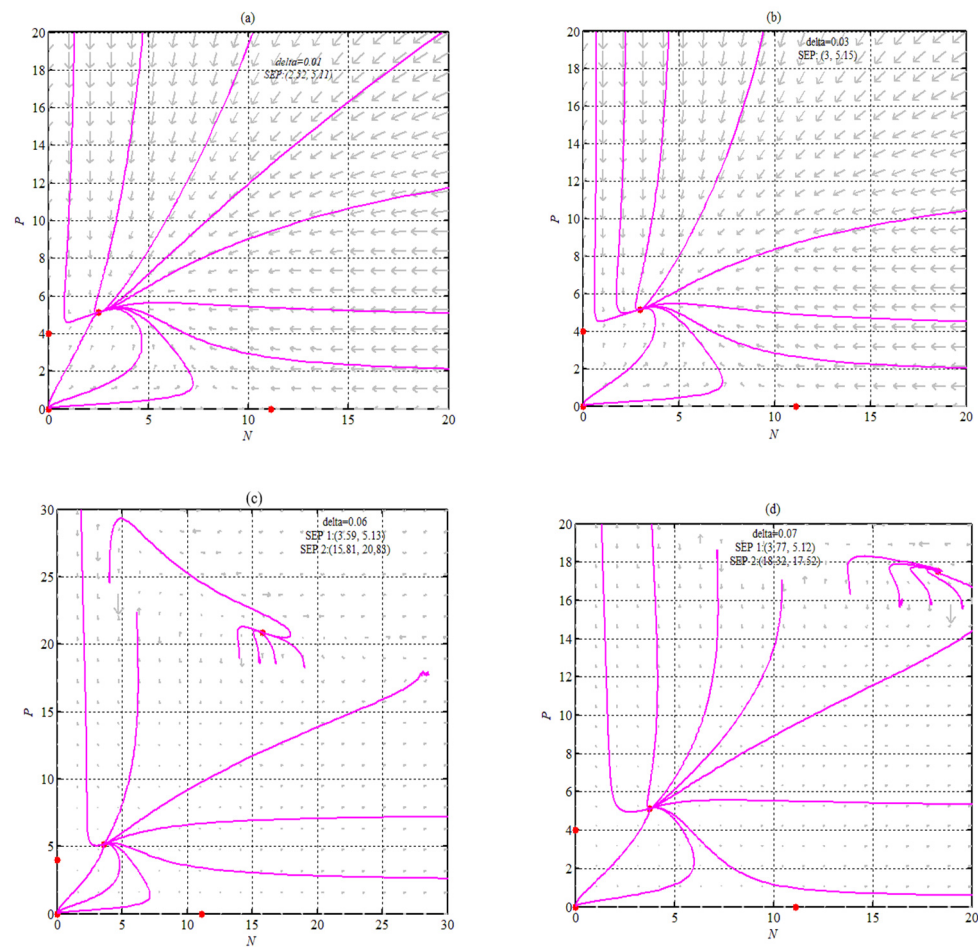 (a)
delta=0.01
SEP:(2.52, 5.11)
20
18
16
14
12
10
8
6
4
2
0
P
0
5
10
15
20
N
(b)
delta=0.03
SEP: (3, 5.15)
20
18
16
14
12
10
8
6
4
2
0
P
0
5
10
15
20
N
(c)
delta=0.06
SEP 1:(3.59, 5.13)
SEP 2:(15.81, 20.83)
30
25
20
15
10
5
0
P
0
5
10
15
20
25
30
N
(d)
delta=0.07
SEP 1:(3.77, 5.12)
SEP 2:(18.32, 17.52)
20
18
16
14
12
10
8
6
4
2
0
P
0
5
10
15
20
N